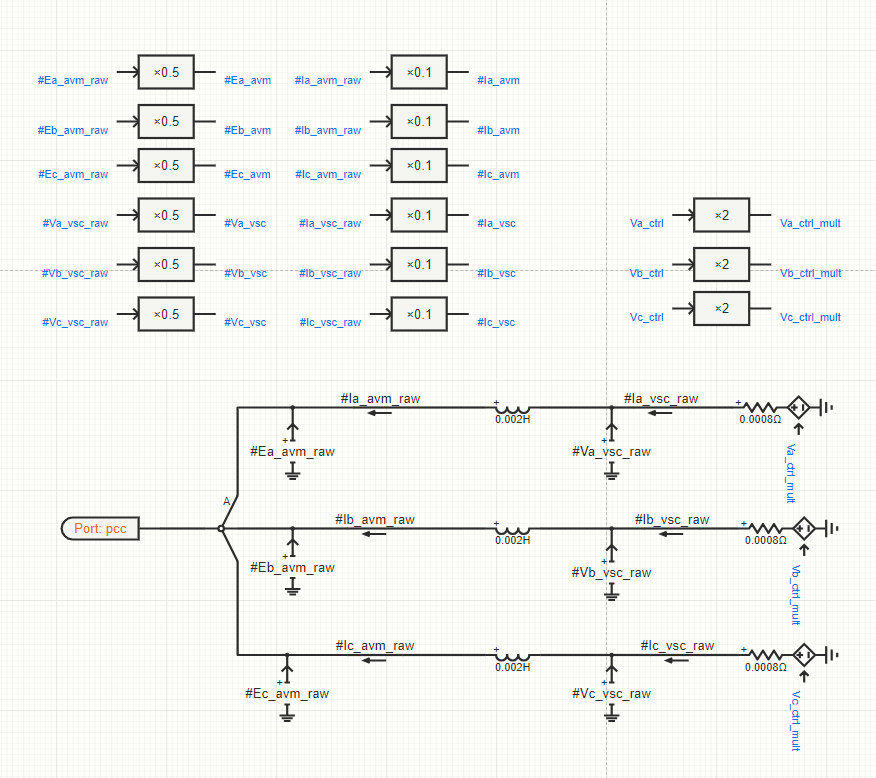 #Ea_avm_raw ×0.5 #Ea_avm #Ia_avm_raw ×0.1 #Ia_avm
#Eb_avm_raw ×0.5 #Eb_avm #Ib_avm_raw ×0.1 #Ib_avm
#Ec_avm_raw ×0.5 #Ec_avm #Ic_avm_raw ×0.1 #Ic_avm
#Va_vsc_raw ×0.5 #Va_vsc #Ia_vsc_raw ×0.1 #Ia_vsc Va_ctrl ×2 Va_ctrl_mult
#Vb_vsc_raw ×0.5 #Vb_vsc #Ib_vsc_raw ×0.1 #Ib_vsc Vb_ctrl ×2 Vb_ctrl_mult
#Vc_vsc_raw ×0.5 #Vc_vsc #Ic_vsc_raw ×0.1 #Ic_vsc Vc_ctrl ×2 Vc_ctrl_mult
#Ia_avm_raw #Ia_vsc_raw
+ + +
0.002H 0.0008Ω
#Ea_avm_raw #Va_vsc_raw
Va_ctrl_mult
A
Port: pcc
#Ib_avm_raw #Ib_vsc_raw
0.002H 0.0008Ω
#Eb_avm_raw #Vb_vsc_raw
Vb_ctrl_mult
#Ic_avm_raw #Ic_vsc_raw
0.002H 0.0008Ω
#Ec_avm_raw #Vc_vsc_raw
Vc_ctrl_mult